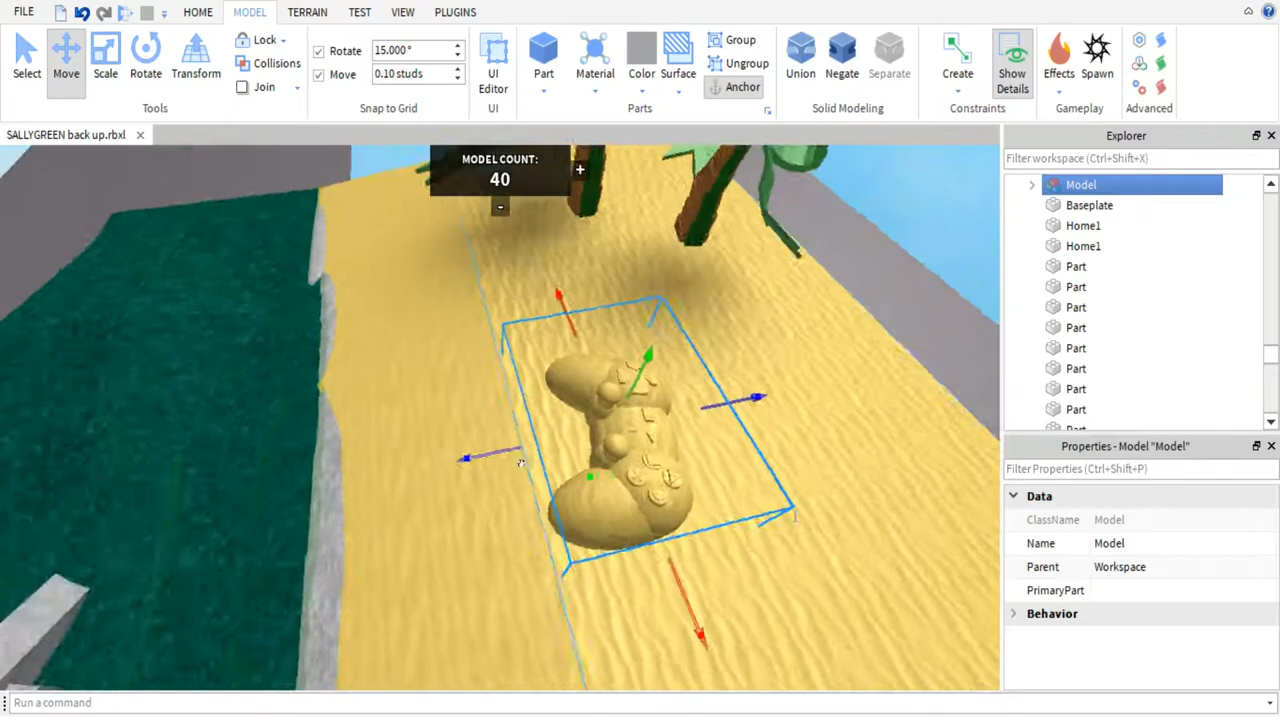 FILE HOME MODEL TERRAIN TEST VIEW PLUGINS
Select Move Scale Rotate Transform
Tools
Lock
Collisions
Join
Rotate 15.000 °
Move 0.10 studs
Snap to Grid
UI
Editor
UI
Part Material Color Surface
Group
Ungroup
Anchor
Parts
Union Negate Separate
Solid Modeling
Create Show
Details
Constraints
Effects Spawn
Gameplay
Advanced
SALLYGREEN back up.rbxl
MODEL COUNT:
40
+
-
Explorer
Filter workspace (Ctrl+Shift+X)
Model
Baseplate
Home1
Home1
Part
Part
Part
Part
Part
Part
Part
Part
Part
Properties - Model "Model"
Filter Properties (Ctrl+Shift+P)
Data
ClassName Model
Name Model
Parent Workspace
PrimaryPart
Behavior
Run a command